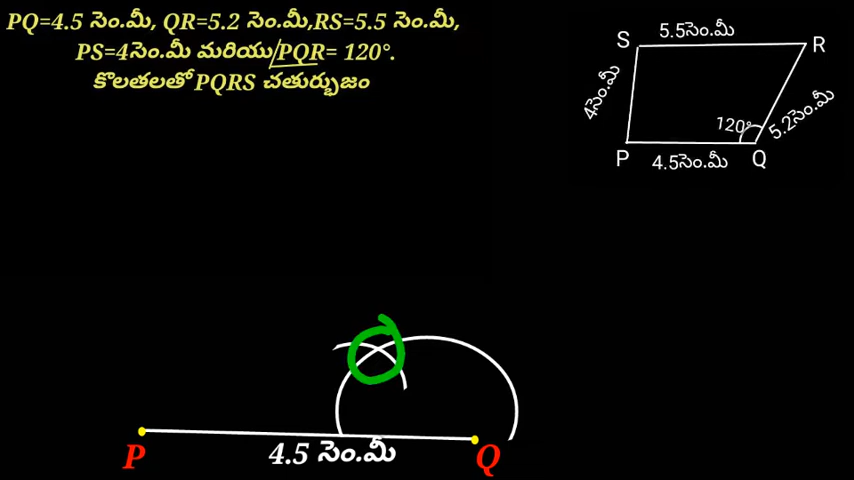 PQ=4.5 సెం.మీ, QR=5.2 సెం.మీ,RS=5.5 సెం.మీ,
PS=4సెం.మీ మరియు PQR= 120°.
కొలతలతో PQRS చతుర్భుజం
5.5సెం.మీ
S
R
4సెం.మీ
120°
5.2సెం.మీ
P
4.5సెం.మీ
Q
P
4.5 సెం.మీ
Q